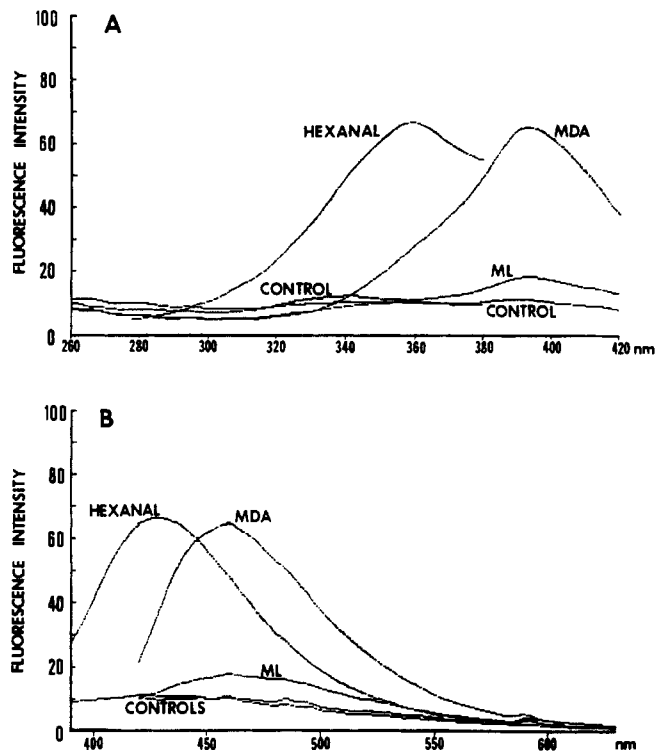 A
FLUORESCENCE INTENSITY
100
80
60
40
20
0
HEXANAL
MDA
ML
CONTROL
CONTROL
260 280 300 320 340 360 380 400 420 nm
B
FLUORESCENCE INTENSITY
100
80
60
40
20
0
HEXANAL
MDA
ML
CONTROLS
400 450 500 550 600 nm